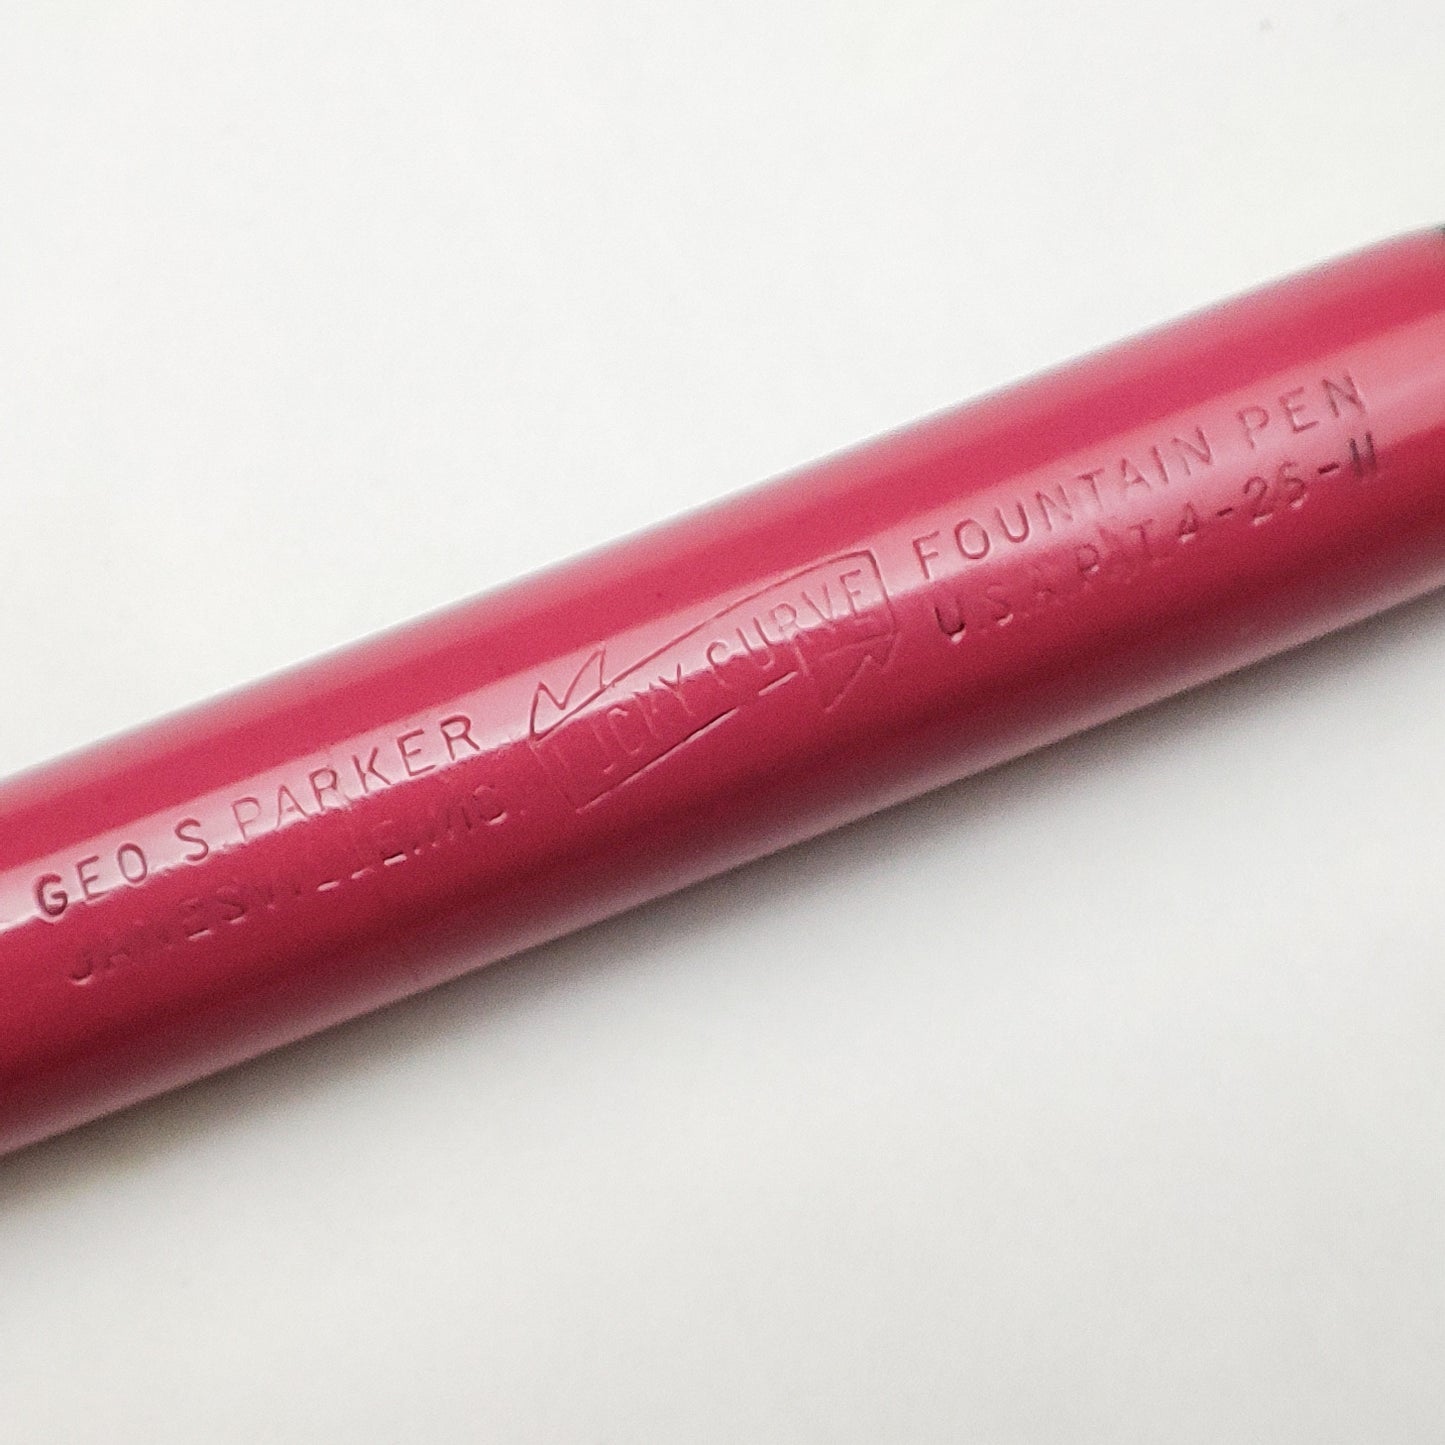 GEO. S. PARKER LUCKY CURVE FOUNTAIN PEN
JANESVILLE, WIS. U.S.A. PAT. 4-25-11